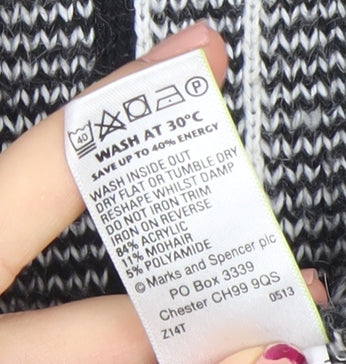 40 P
WASH AT 30°C
SAVE UP TO 40% ENERGY
WASH INSIDE OUT
DRY FLAT OR TUMBLE DRY
RESHAPE WHILST DAMP
DO NOT IRON TRIM
IRON ON REVERSE
84% ACRYLIC
11% MOHAIR
5% POLYAMIDE
© Marks and Spencer plc
PO Box 3339
Chester CH99 9QS
Z14T 0513